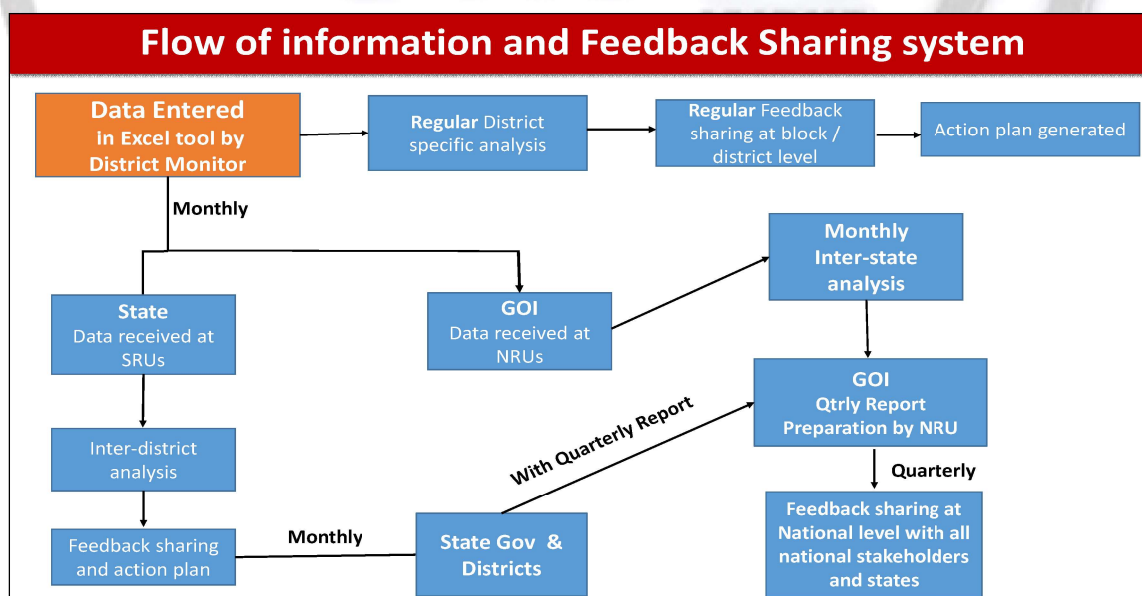 Flow of information and Feedback Sharing system
Data Entered
in Excel tool by
District Monitor
Regular District
specific analysis
Regular Feedback
sharing at block /
district level
Action plan generated
Monthly
State
Data received at
SRUs
GOI
Data received at
NRUs
Monthly
Inter-state
analysis
Inter-district
analysis
GOI
Qtrly Report
Preparation by NRU
With Quarterly Report
Quarterly
Feedback sharing
and action plan
Monthly
State Gov & 
Districts
Feedback sharing at
National level with all
national stakeholders
and states